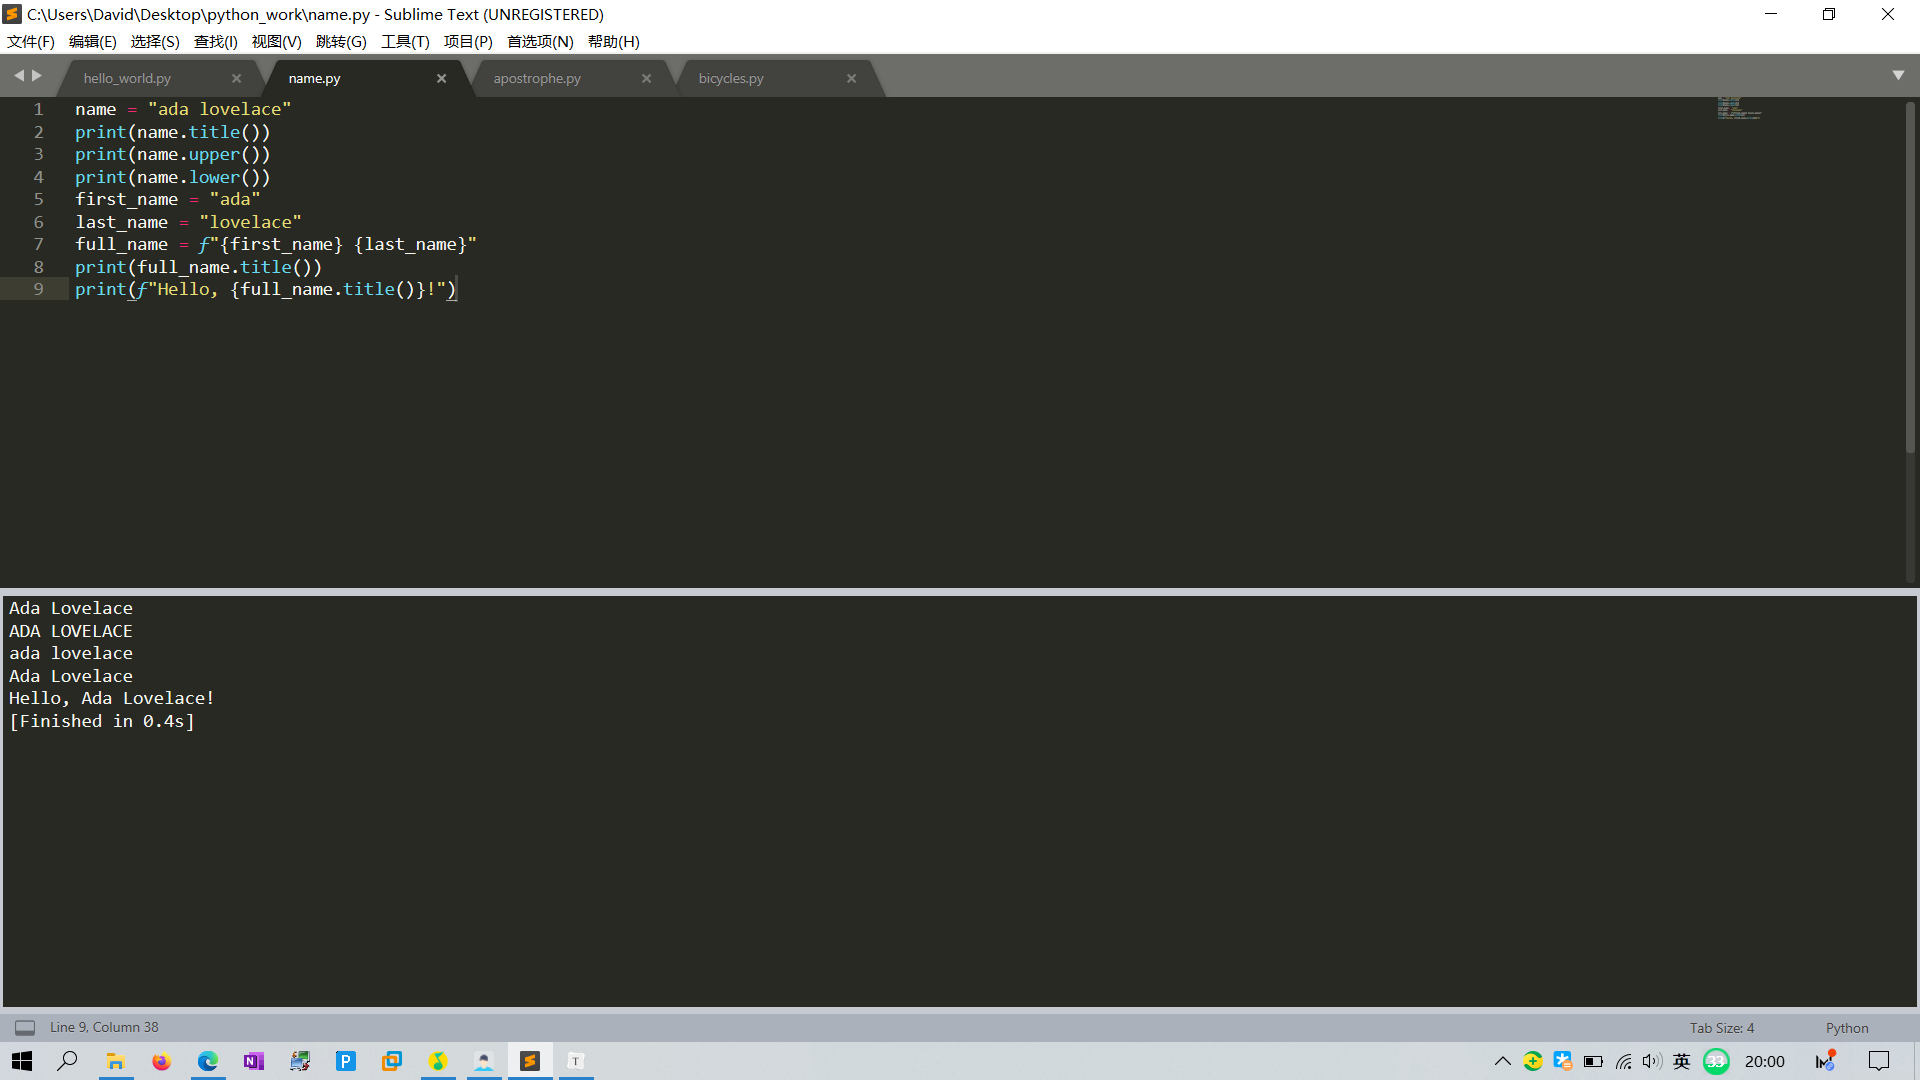 C:\Users\David\Desktop\python_work\name.py - Sublime Text (UNREGISTERED)
文件(F) 编辑(E) 选择(S) 查找(I) 视图(V) 跳转(G) 工具(T) 项目(P) 首选项(N) 帮助(H)
hello_world.py name.py apostrophe.py bicycles.py
1 name = "ada lovelace"
2 print(name.title())
3 print(name.upper())
4 print(name.lower())
5 first_name = "ada"
6 last_name = "lovelace"
7 full_name = f"{first_name} {last_name}"
8 print(full_name.title())
9 print(f"Hello, {full_name.title()}!")
Ada Lovelace
ADA LOVELACE
ada lovelace
Ada Lovelace
Hello, Ada Lovelace!
[Finished in 0.4s]
Line 9, Column 38 Tab Size: 4 Python
英 33 20:00